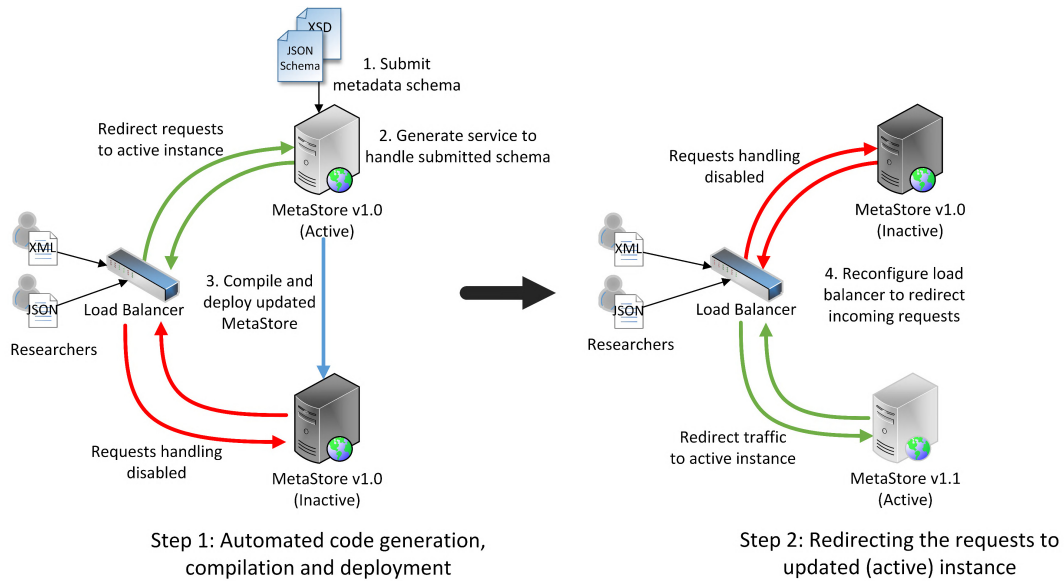 XSD
JSON
Schema
1. Submit
metadata schema
Redirect requests
to active instance
2. Generate service to
handle submitted schema
MetaStore v1.0
(Active)
XML
JSON
Researchers
Load Balancer
3. Compile and
deploy updated
MetaStore
Requests handling
disabled
MetaStore v1.0
(Inactive)
Step 1: Automated code generation,
compilation and deployment
Requests handling
disabled
MetaStore v1.0
(Inactive)
XML
JSON
Researchers
Load Balancer
4. Reconfigure load
balancer to redirect
incoming requests
Redirect traffic
to active instance
MetaStore v1.1
(Active)
Step 2: Redirecting the requests to
updated (active) instance